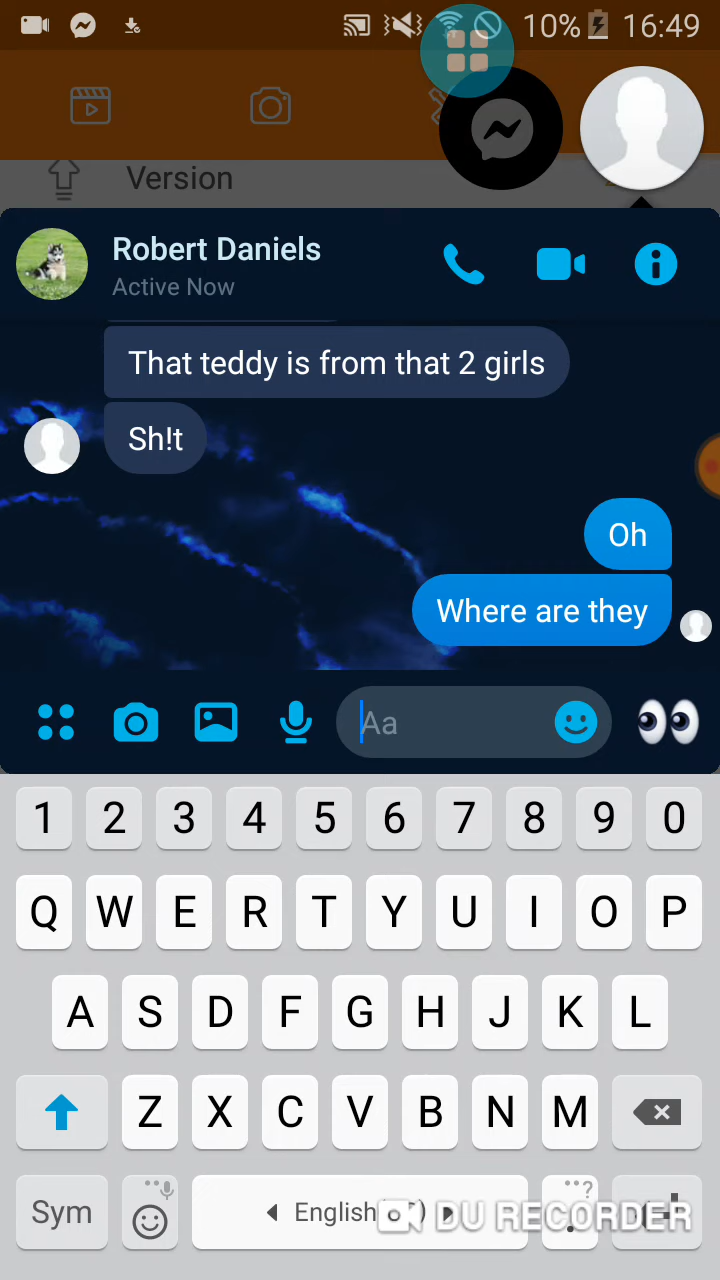 10% 16:49
Version
Robert Daniels
Active Now
That teddy is from that 2 girls
Sh!t
Oh
Where are they
Aa
1 2 3 4 5 6 7 8 9 0
Q W E R T Y U I O P
A S D F G H J K L
Z X C V B N M
Sym
English
DU RECORDER